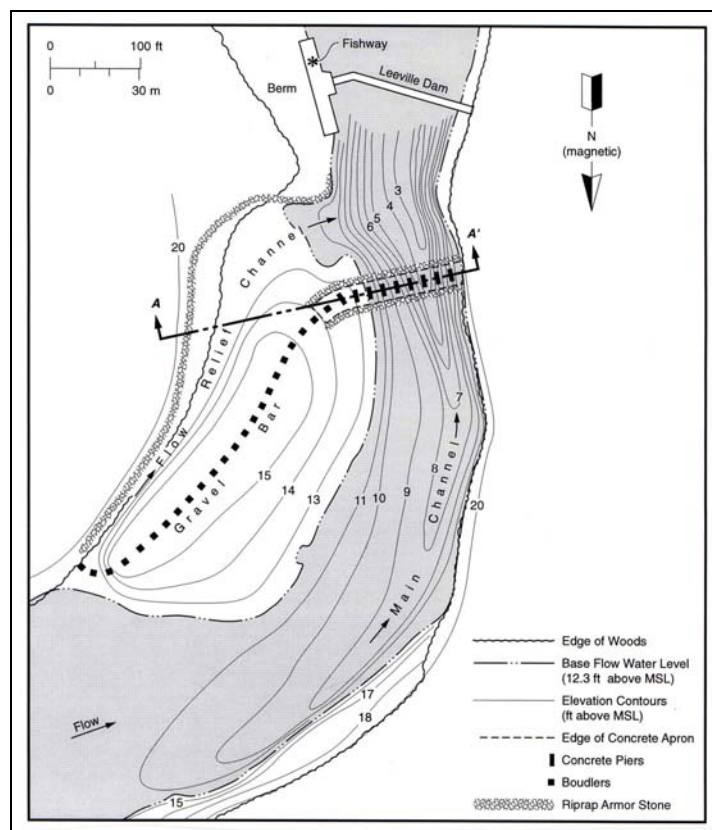 0 100 ft
0 30 m
Fishway
*
Berm
Leeville Dam
N
(magnetic)
3
4
5
6
20
A'
A
Flow Relief Channel
Gravel Bar
7
15
14
13
11
10
9
8
20
Main Channel
17
18
Flow
15
Edge of Woods
Base Flow Water Level
(12.3 ft above MSL)
Elevation Contours
(ft above MSL)
Edge of Concrete Apron
Concrete Piers
Boudlers
Riprap Armor Stone